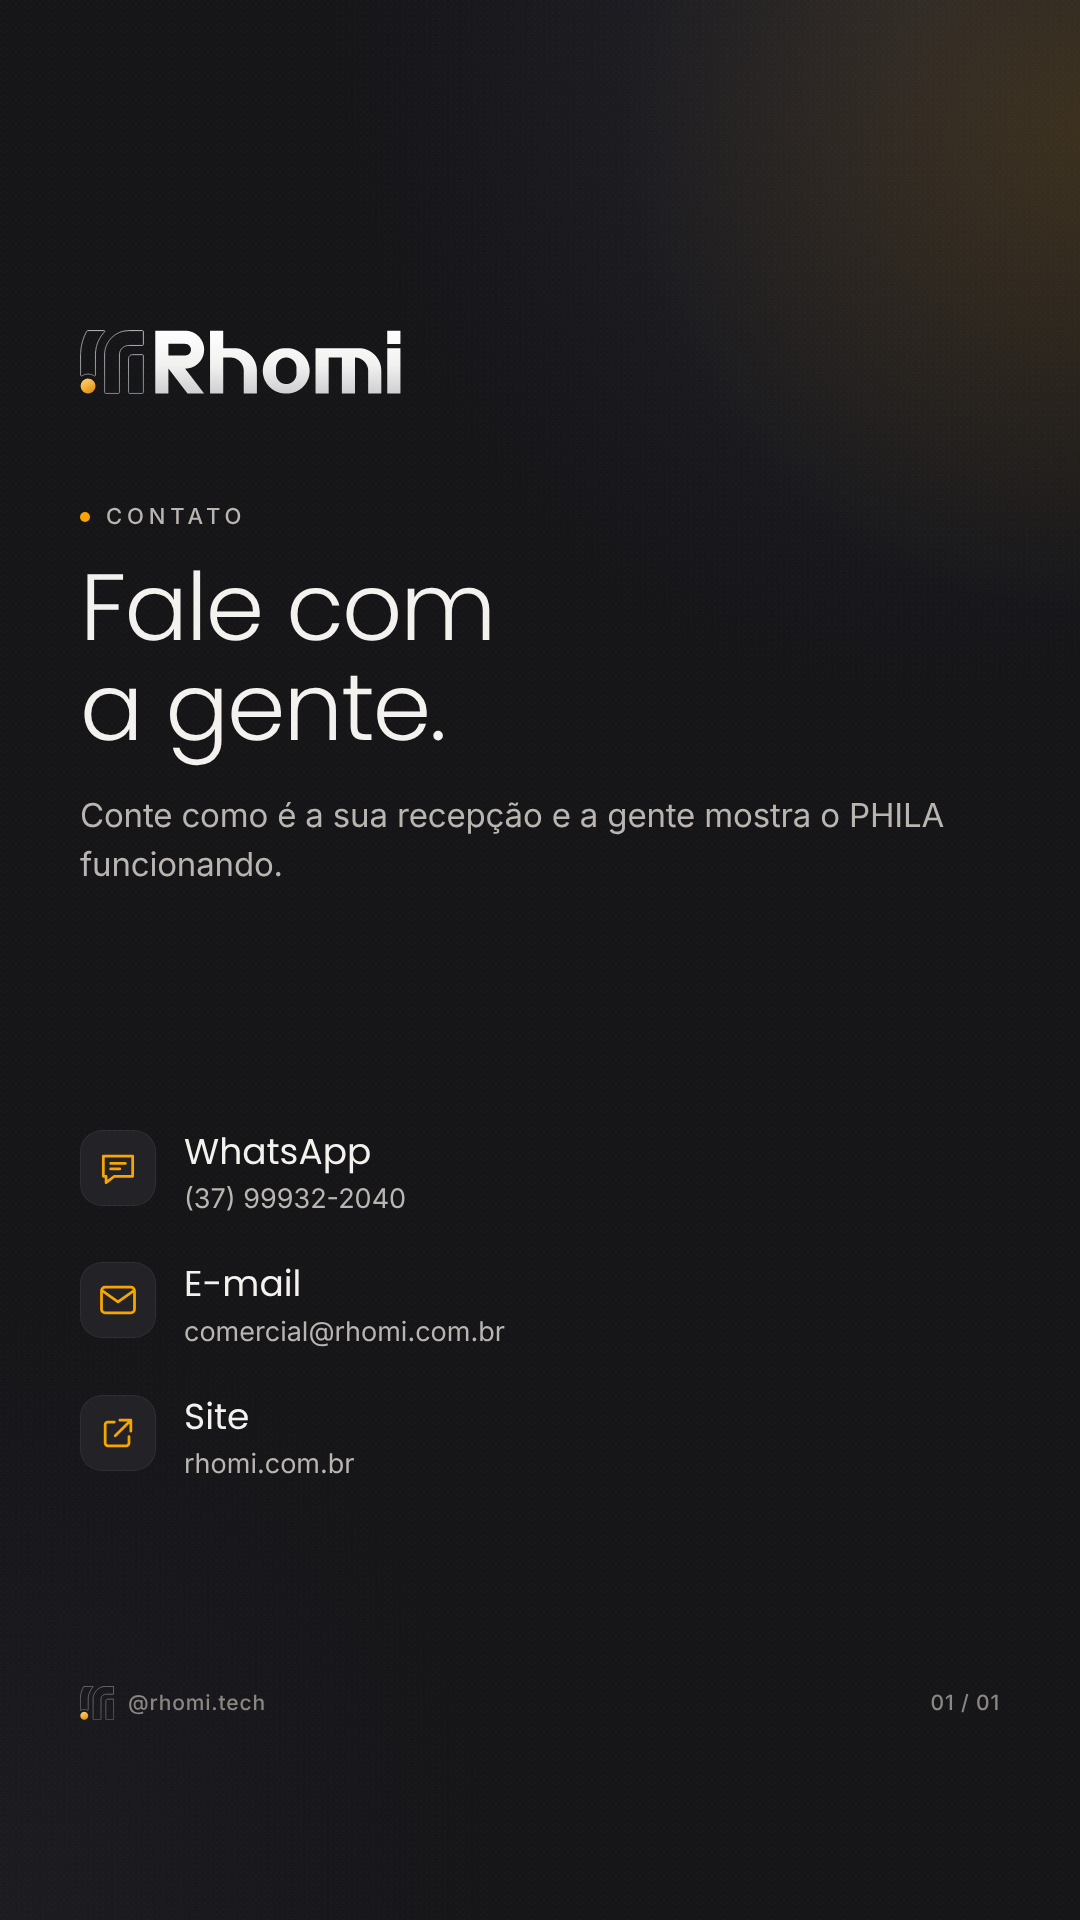 Rhomi
CONTATO
Fale com
a gente.
Conte como é a sua recepção e a gente mostra o PHILA
funcionando.
WhatsApp
(37) 99932-2040
E-mail
comercial@rhomi.com.br
Site
rhomi.com.br
@rhomi.tech
01 / 01